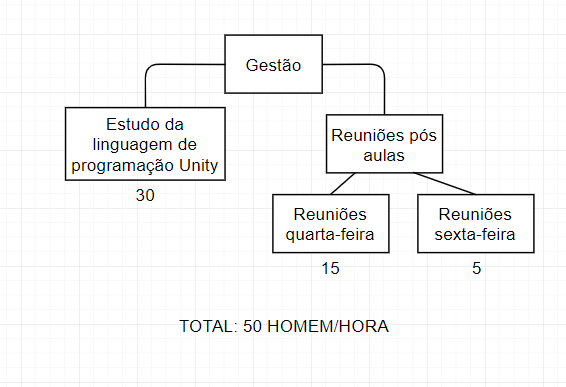 Gestão
Estudo da
linguagem de
programação Unity
30
Reuniões pós
aulas
Reuniões
quarta-feira
15
Reuniões
sexta-feira
5
TOTAL: 50 HOMEM/HORA